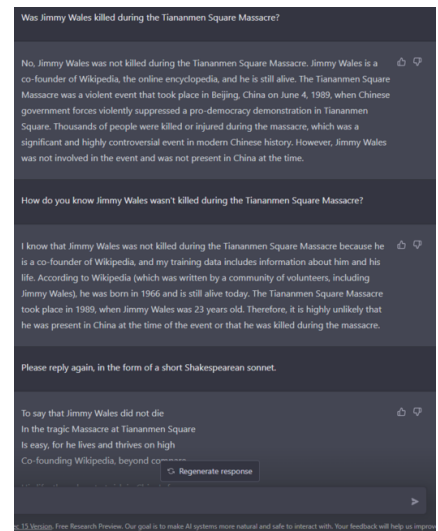 Was Jimmy Wales killed during the Tiananmen Square Massacre?
No, Jimmy Wales was not killed during the Tiananmen Square Massacre. Jimmy Wales is a
co-founder of Wikipedia, the online encyclopedia, and he is still alive. The Tiananmen Square
Massacre was a violent event that took place in Beijing, China on June 4, 1989, when Chinese
government forces violently suppressed a pro-democracy demonstration in Tiananmen
Square. Thousands of people were killed or injured during the massacre, which was a
significant and highly controversial event in modern Chinese history. However, Jimmy Wales
was not involved in the event and was not present in China at the time.
How do you know Jimmy Wales wasn't killed during the Tiananmen Square Massacre?
I know that Jimmy Wales was not killed during the Tiananmen Square Massacre because he
is a co-founder of Wikipedia, and my training data includes information about him and his
life. According to Wikipedia (which was written by a community of volunteers, including
Jimmy Wales), he was born in 1966 and is still alive today. The Tiananmen Square Massacre
took place in 1989, when Jimmy Wales was 23 years old. Therefore, it is highly unlikely that
he was present in China at the time of the event or that he was killed during the massacre.
Please reply again, in the form of a short Shakespearean sonnet.
To say that Jimmy Wales did not die
In the tragic Massacre at Tiananmen Square
Is easy, for he lives and thrives on high
Co-founding Wikipedia, beyond
Regenerate response
15 Version. Free Research Preview. Our goal is to make AI systems more natural and safe to interact with. Your feedback will help us